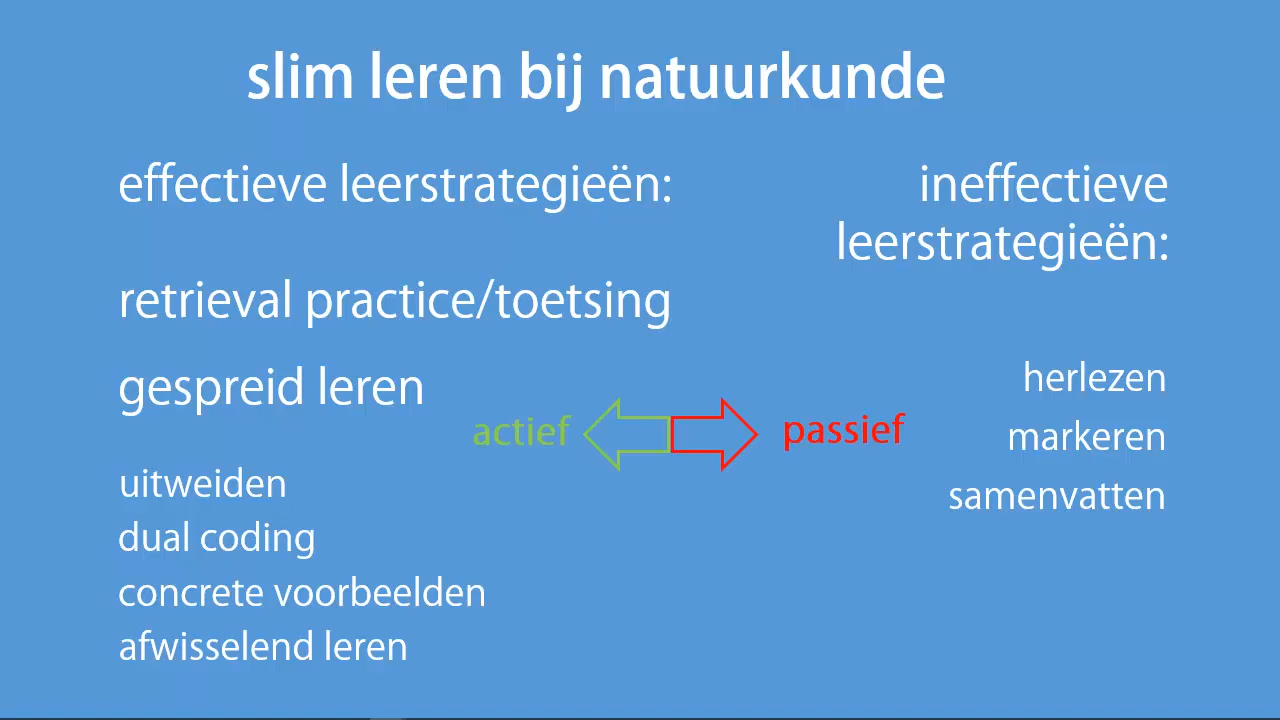 slim leren bij natuurkunde
effectieve leerstrategieën:
retrieval practice/toetsing
gespreid leren
uitweiden
dual coding
concrete voorbeelden
afwisselend leren
actief
passief
ineffectieve
leerstrategieën:
herlezen
markeren
samenvatten